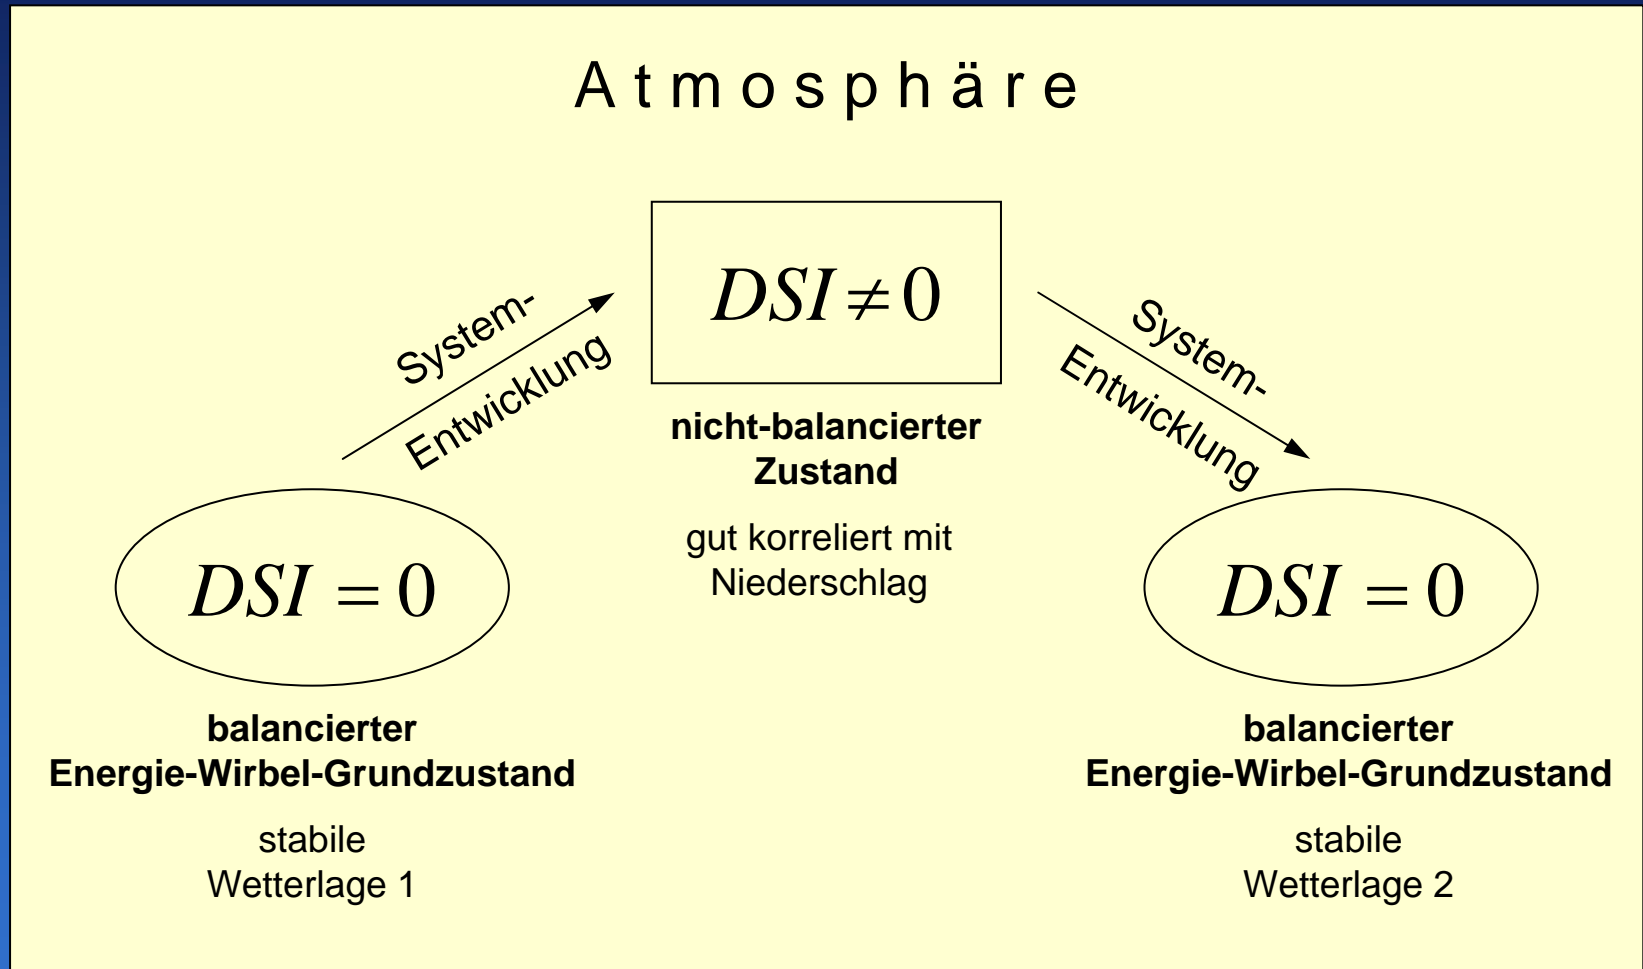 Atmosphäre
System-
Entwicklung
DSI ≠ 0
nicht-balancierter
Zustand
gut korreliert mit
Niederschlag
System-
Entwicklung
DSI = 0
balancierter
Energie-Wirbel-Grundzustand
stabile
Wetterlage 1
DSI = 0
balancierter
Energie-Wirbel-Grundzustand
stabile
Wetterlage 2